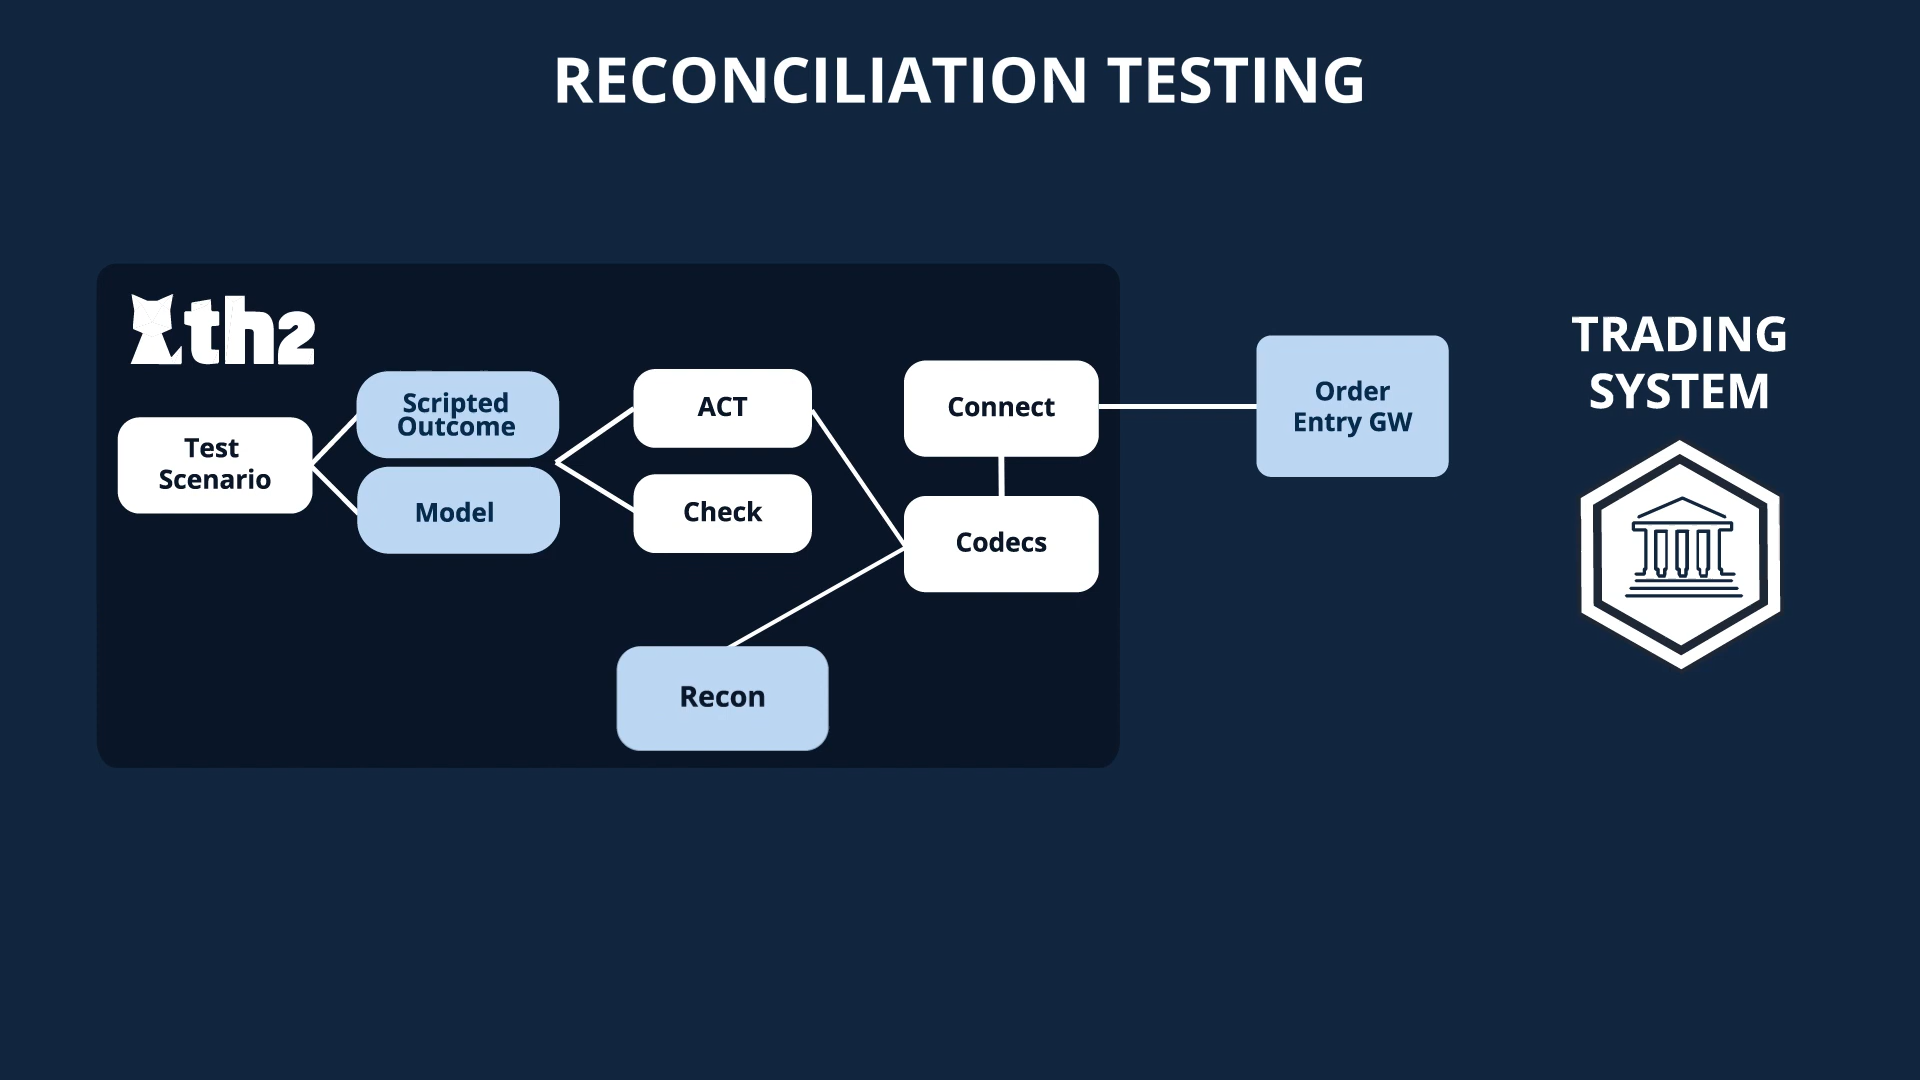 RECONCILIATION TESTING
th2
Test
Scenario
Scripted
Outcome
Model
ACT
Check
Recon
Connect
Codecs
Order
Entry GW
TRADING
SYSTEM